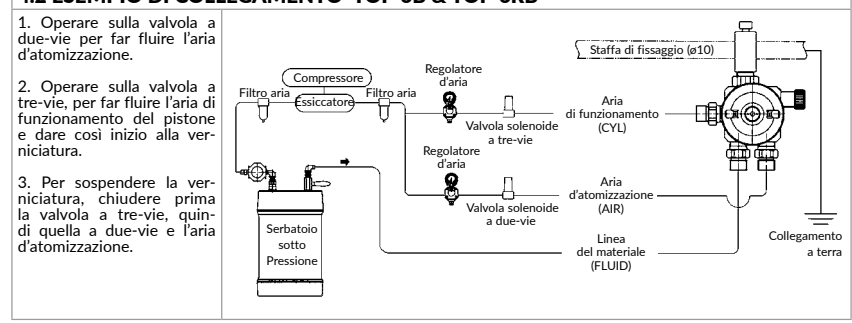 1. Operare sulla valvola a
due-vie per far fluire l'aria
d'atomizzazione.
2. Operare sulla valvola a
tre-vie, per far fluire l'aria di
funzionamento del pistone
e dare così inizio alla ver-
niciatura.
3. Per sospendere la ver-
niciatura, chiudere prima
la valvola a tre-vie, quin-
di quella a due-vie e l'aria
d'atomizzazione.
Staffa di fissaggio (ø10)
Compressore
Filtro aria
Essiccatore
Filtro aria
Regolatore
d'aria
Valvola solenoide
a tre-vie
Aria
di funzionamento
(CYL)
Regolatore
d'aria
Valvola solenoide
a due-vie
Aria
d'atomizzazione
(AIR)
Serbatoio
sotto
Pressione
Linea
del materiale
(FLUID)
Collegamento
a terra